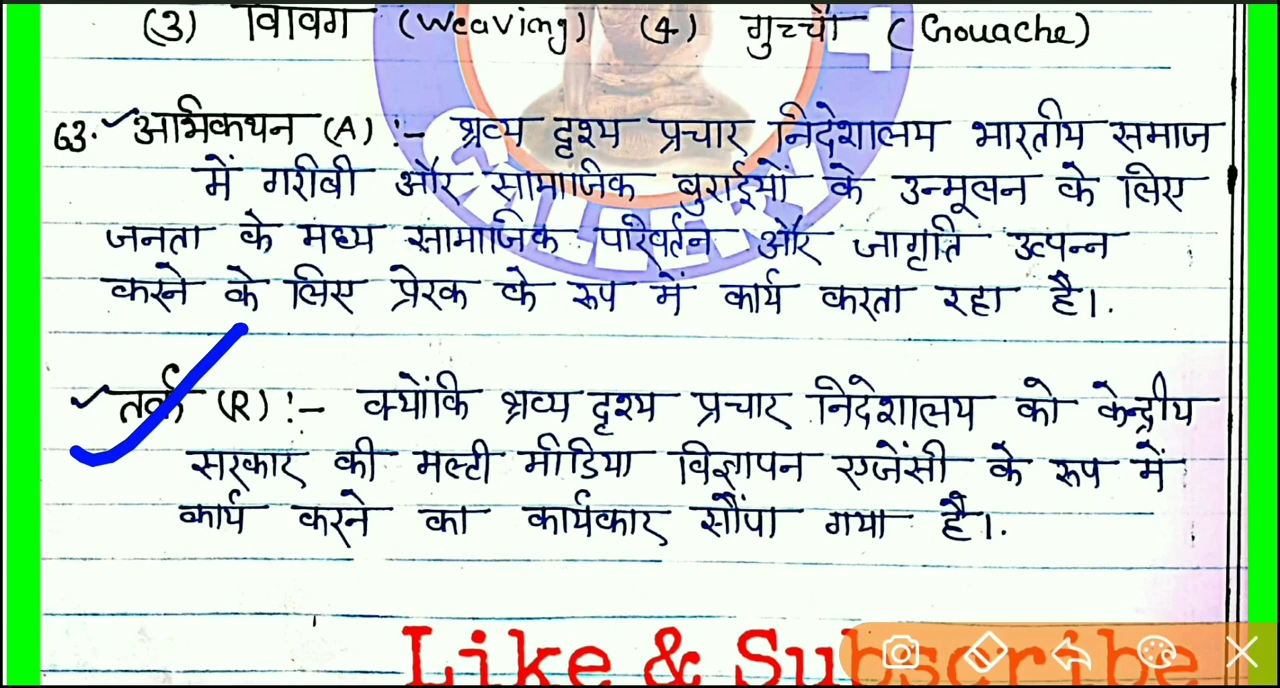 (3) विविंग (Weaving) (4) गुच्चौ (Gouache)
63. अभिकथन (A) :- श्रव्य दृश्य प्रचार निदेशालय भारतीय समाज
में गरीबी और सामाजिक बुराईयों के उन्मूलन के लिए
जनता के मध्य सामाजिक परिवर्तन और जागृति उत्पन्न
करने के लिए प्रेरक के रूप में कार्य करता रहा है।.
तर्क (R) :- क्योंकि श्रव्य दृश्य प्रचार निदेशालय को केन्द्रीय
सरकार की मल्टी मीडिया विज्ञापन एजेंसी के रूप में
कार्य करने का कार्यकार सौंपा गया है।.
Like & Subscribe